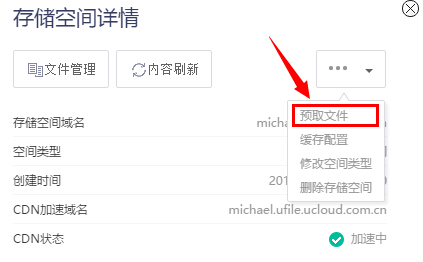 存储空间详情
文件管理
内容刷新
•••
预取文件
缓存配置
修改空间类型
删除存储空间
存储空间域名 mich
空间类型
创建时间 201
CDN加速域名 michael.ufile.ucloud.com.cn
CDN状态 加速中